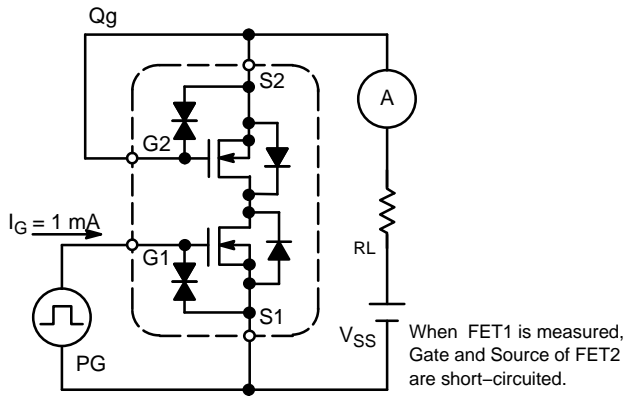 Qg
S2
A
G2
I_G = 1 mA
G1
RL
S1
V_SS
PG
When FET1 is measured,
Gate and Source of FET2
are short−circuited.